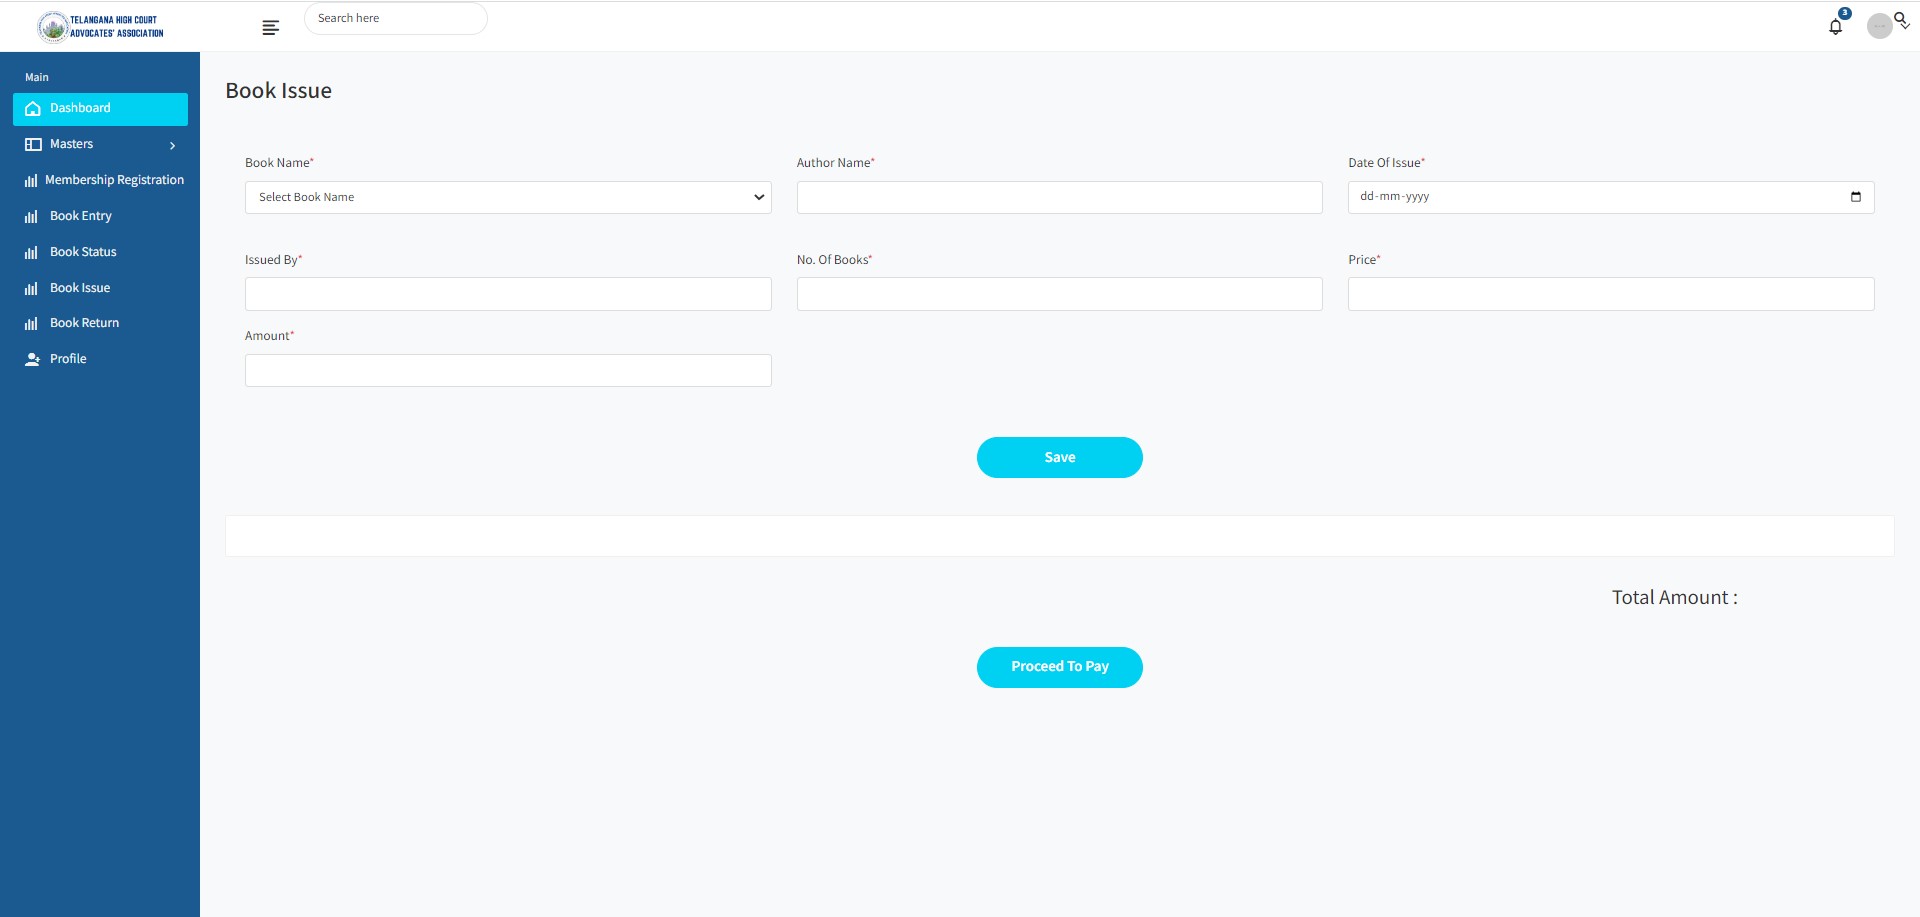 TELANGANA HIGH COURT
ADVOCATES' ASSOCIATION
Search here
3
Main
Dashboard
Masters
Membership Registration
Book Entry
Book Status
Book Issue
Book Return
Profile
Book Issue
Book Name* Author Name* Date Of Issue*
Select Book Name dd-mm-yyyy
Issued By* No. Of Books* Price*
Amount*
Save
Total Amount :
Proceed To Pay